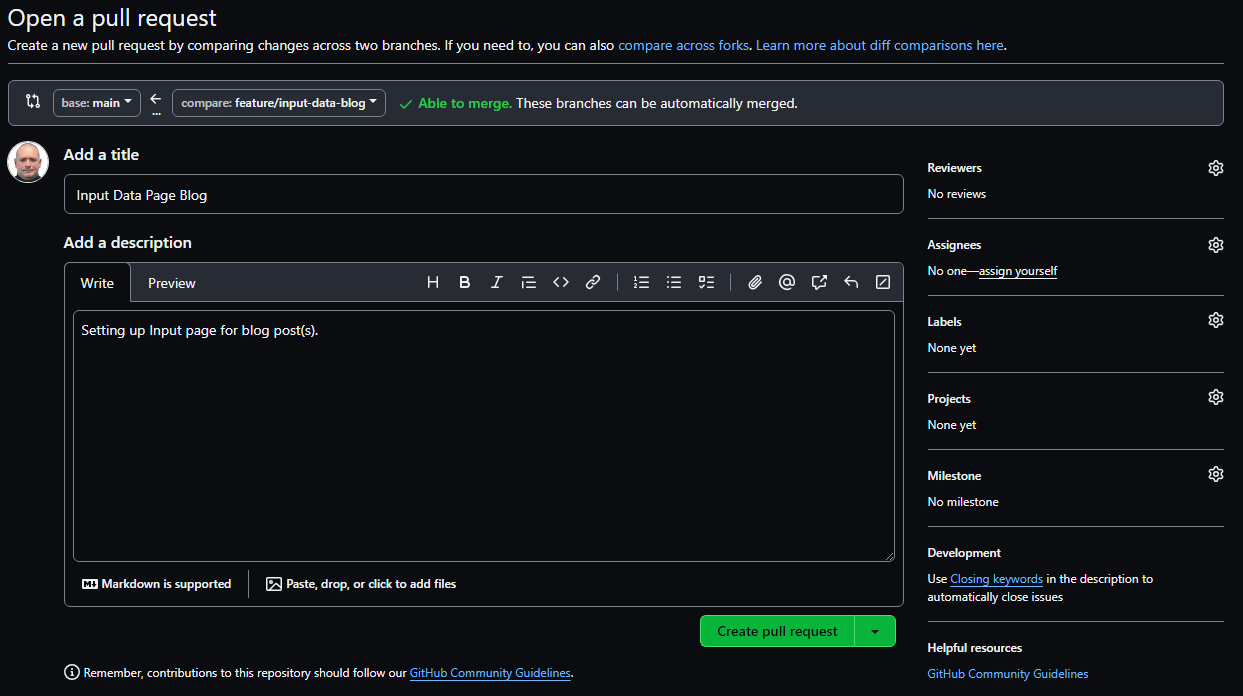 Open a pull request
Create a new pull request by comparing changes across two branches. If you need to, you can also compare across forks. Learn more about diff comparisons here.
base: main
...
compare: feature/input-data-blog
Able to merge. These branches can be automatically merged.
Add a title
Input Data Page Blog
Add a description
Write
Preview
Setting up Input page for blog post(s).
Markdown is supported
Paste, drop, or click to add files
Create pull request
Remember, contributions to this repository should follow our GitHub Community Guidelines.
Reviewers
No reviews
Assignees
No one—assign yourself
Labels
None yet
Projects
None yet
Milestone
No milestone
Development
Use Closing keywords in the description to
automatically close issues
Helpful resources
GitHub Community Guidelines